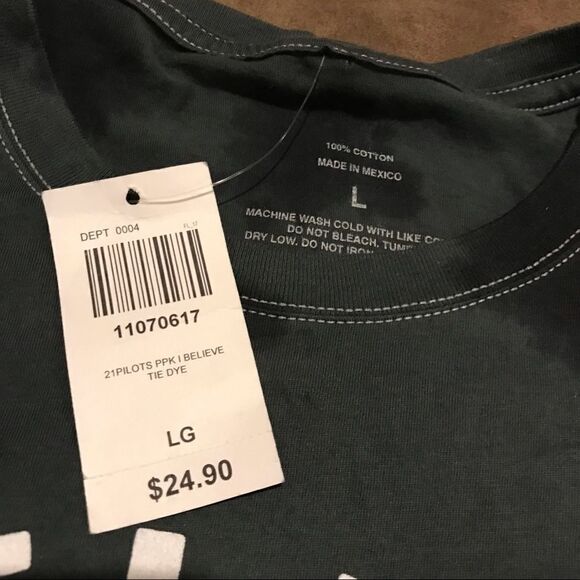 100% COTTON
MADE IN MEXICO
L
MACHINE WASH COLD WITH LIKE
DO NOT BLEACH.
DRY LOW. DO NOT IRON
DEPT 0004
11070617
21PILOTS PPK I BELIEVE
TIE DYE
LG
$24.90